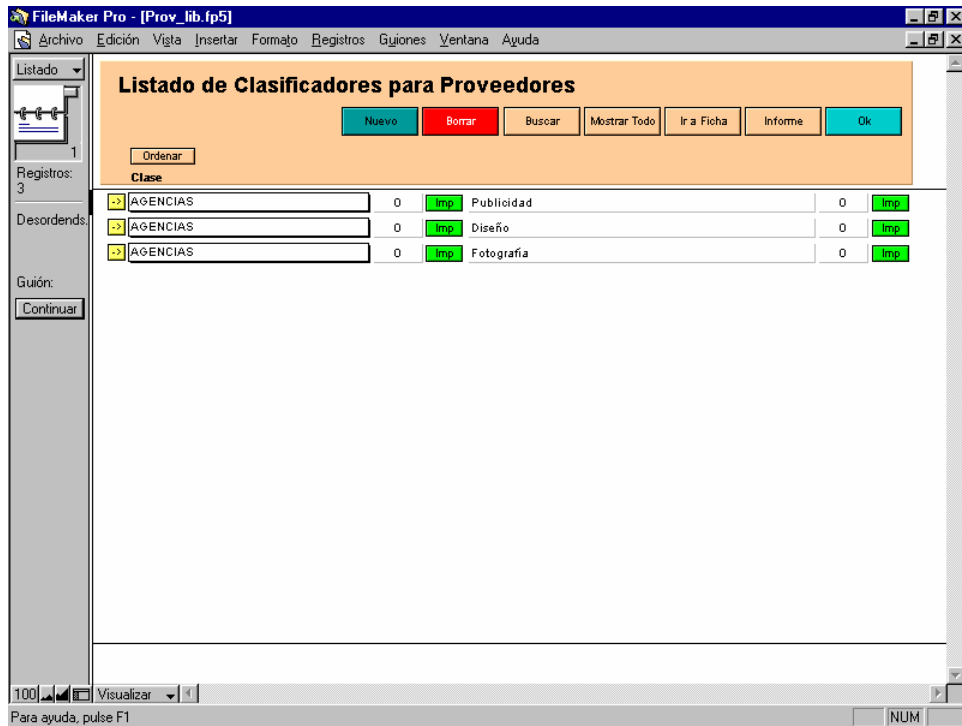 FileMaker Pro - [Prov_lib.fp5]
Archivo Edición Vista Insertar Formato Registros Guiones Ventana Ayuda
Listado
1
Registros:
3
Desordends.
Guión:
Continuar
Listado de Clasificadores para Proveedores
Nuevo Borrar Buscar Mostrar Todo Ir a Ficha Informe Ok
Ordenar
Clase
-> AGENCIAS 0 Imp Publicidad 0 Imp
-> AGENCIAS 0 Imp Diseño 0 Imp
-> AGENCIAS 0 Imp Fotografía 0 Imp
100 Visualizar
Para ayuda, pulse F1 NUM